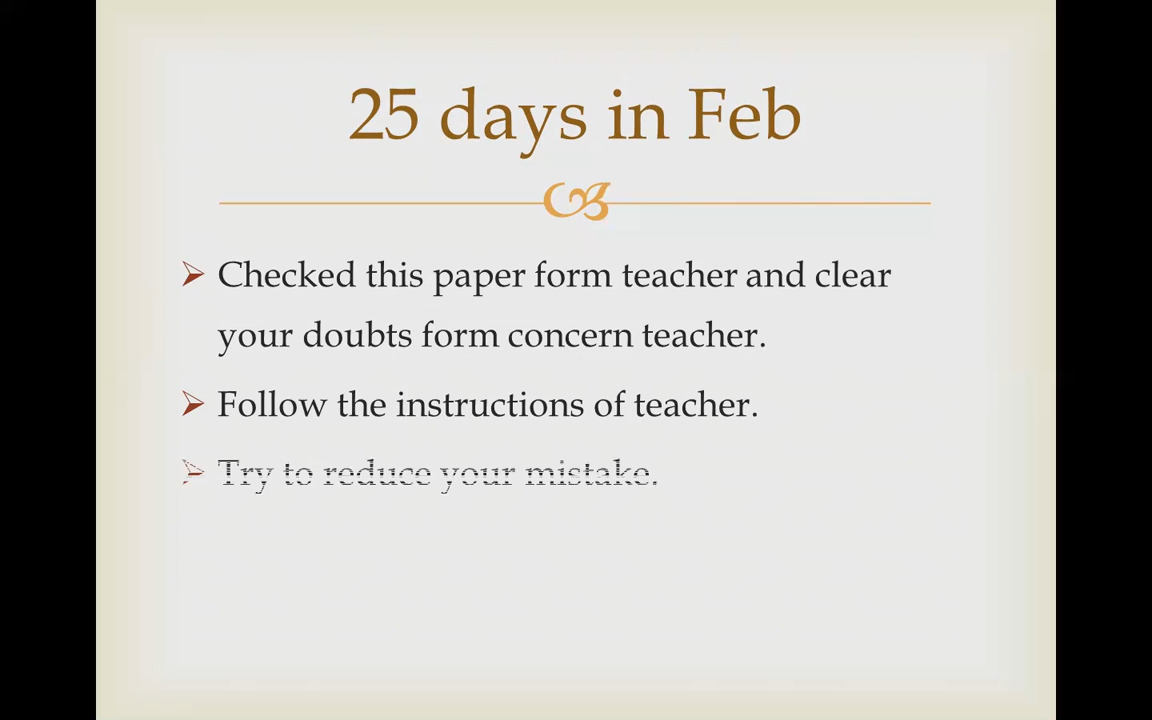 25 days in Feb
Checked this paper form teacher and clear
your doubts form concern teacher.
Follow the instructions of teacher.
Try to reduce your mistake.